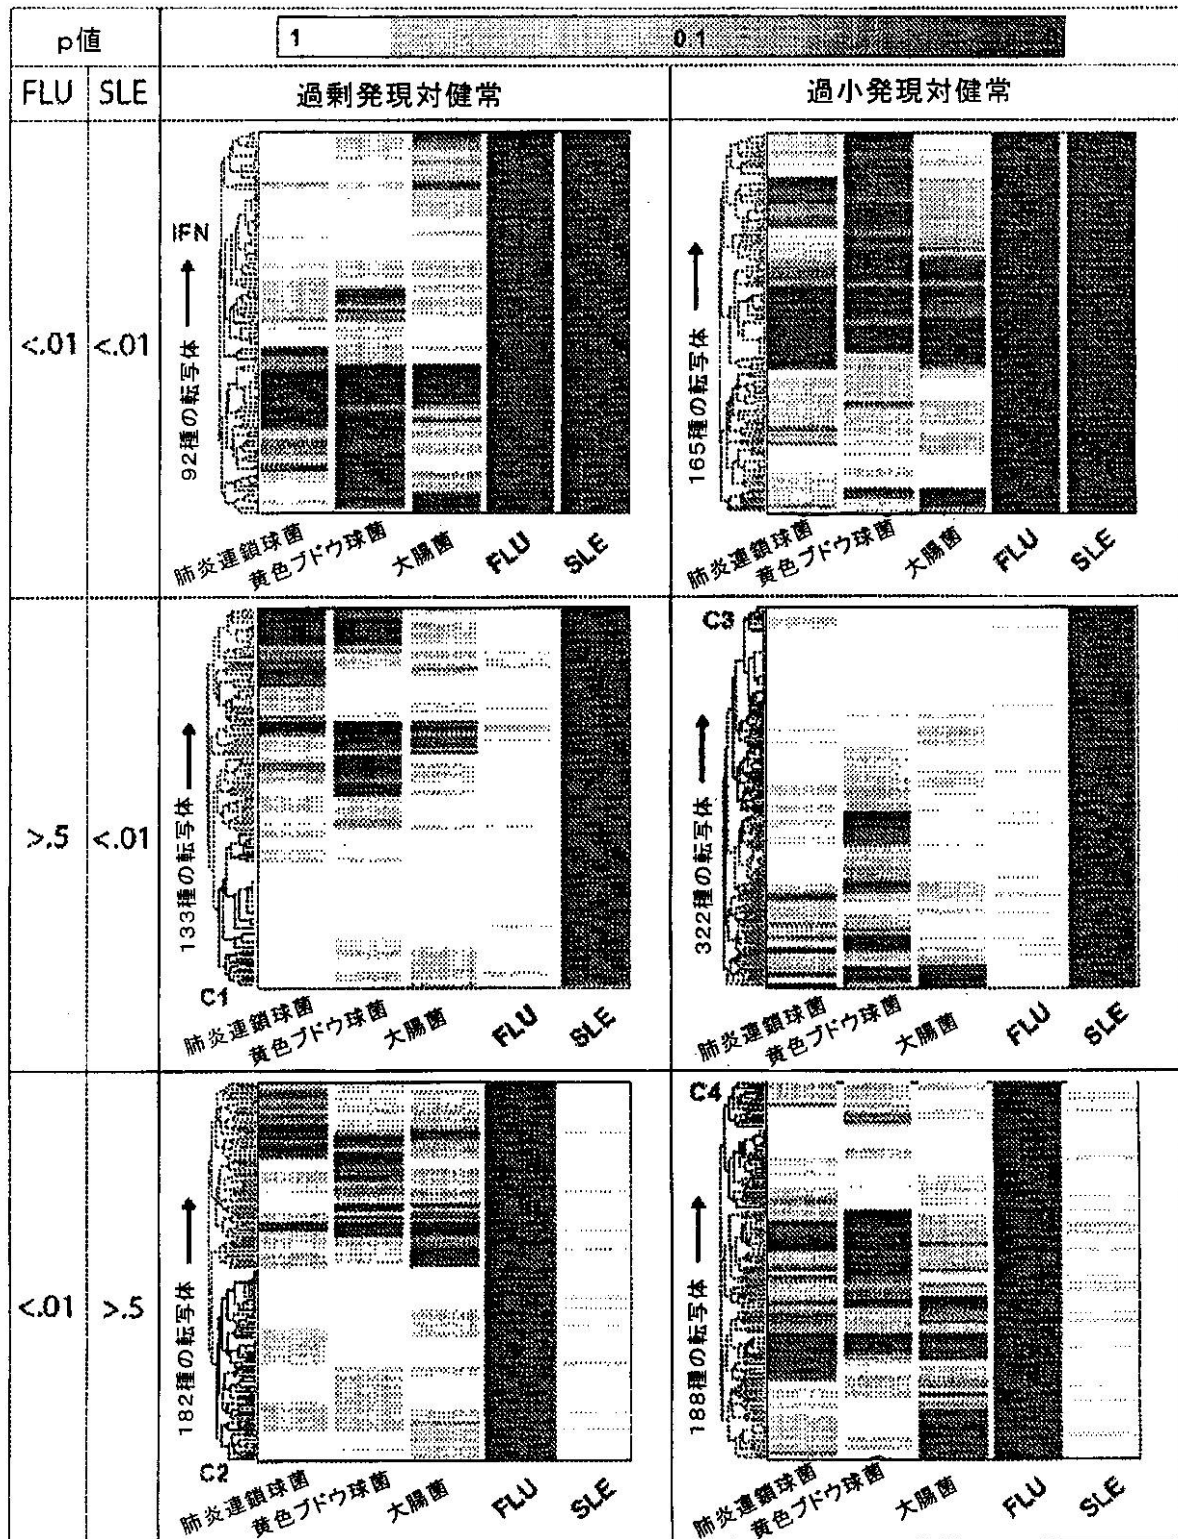 p値
1 0.1 0
FLU SLE 過剰発現対健常 過小発現対健常
<.01 <.01
IFN
92種の転写体
肺炎連鎖球菌 黄色ブドウ球菌 大腸菌 FLU SLE
165種の転写体
肺炎連鎖球菌 黄色ブドウ球菌 大腸菌 FLU SLE
>.5 <.01
133種の転写体
C1
肺炎連鎖球菌 黄色ブドウ球菌 大腸菌 FLU SLE
C3
322種の転写体
肺炎連鎖球菌 黄色ブドウ球菌 大腸菌 FLU SLE
<.01 >.5
182種の転写体
C2
肺炎連鎖球菌 黄色ブドウ球菌 大腸菌 FLU SLE
C4
188種の転写体
肺炎連鎖球菌 黄色ブドウ球菌 大腸菌 FLU SLE